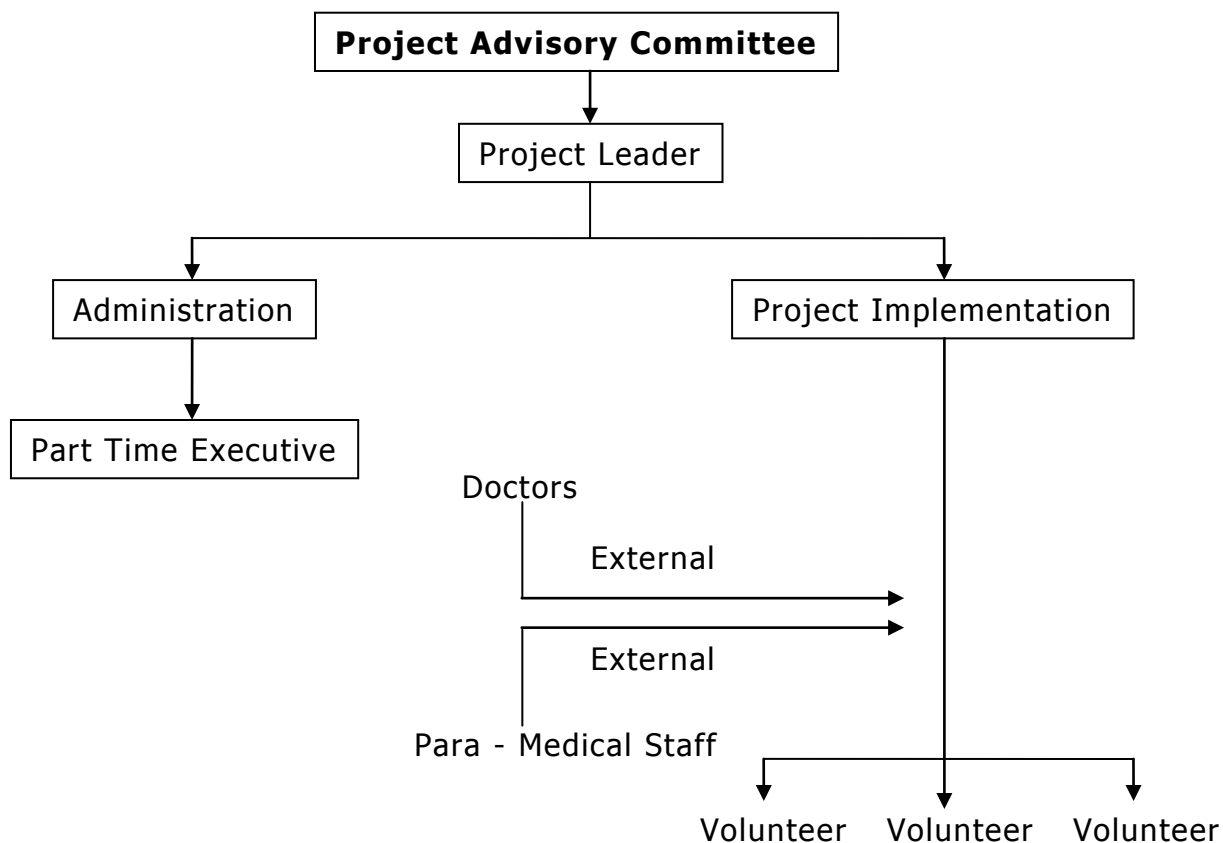 Project Advisory Committee
Project Leader
Administration
Project Implementation
Part Time Executive
Doctors
External
External
Para - Medical Staff
Volunteer Volunteer Volunteer